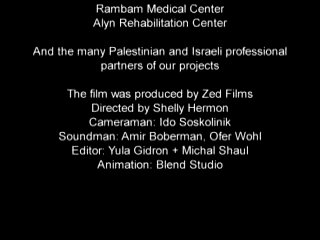 Rambam Medical Center
Alyn Rehabilitation Center
And the many Palestinian and Israeli professional
partners of our projects
The film was produced by Zed Films
Directed by Shelly Hermon
Cameraman: Ido Soskolinik
Soundman: Amir Boberman, Ofer Wohl
Editor: Yula Gidron + Michal Shaul
Animation: Blend Studio